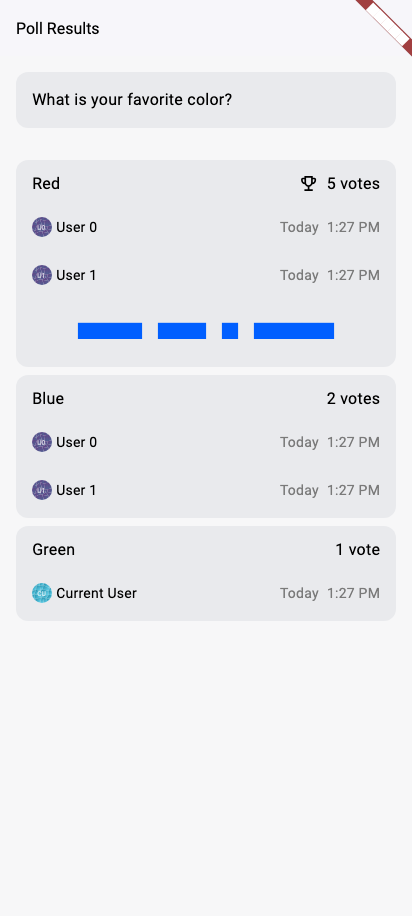 Poll Results
What is your favorite color?
Red 5 votes
U0 User 0 Today 1:27 PM
U1 User 1 Today 1:27 PM
Blue 2 votes
U0 User 0 Today 1:27 PM
U1 User 1 Today 1:27 PM
Green 1 vote
CU Current User Today 1:27 PM